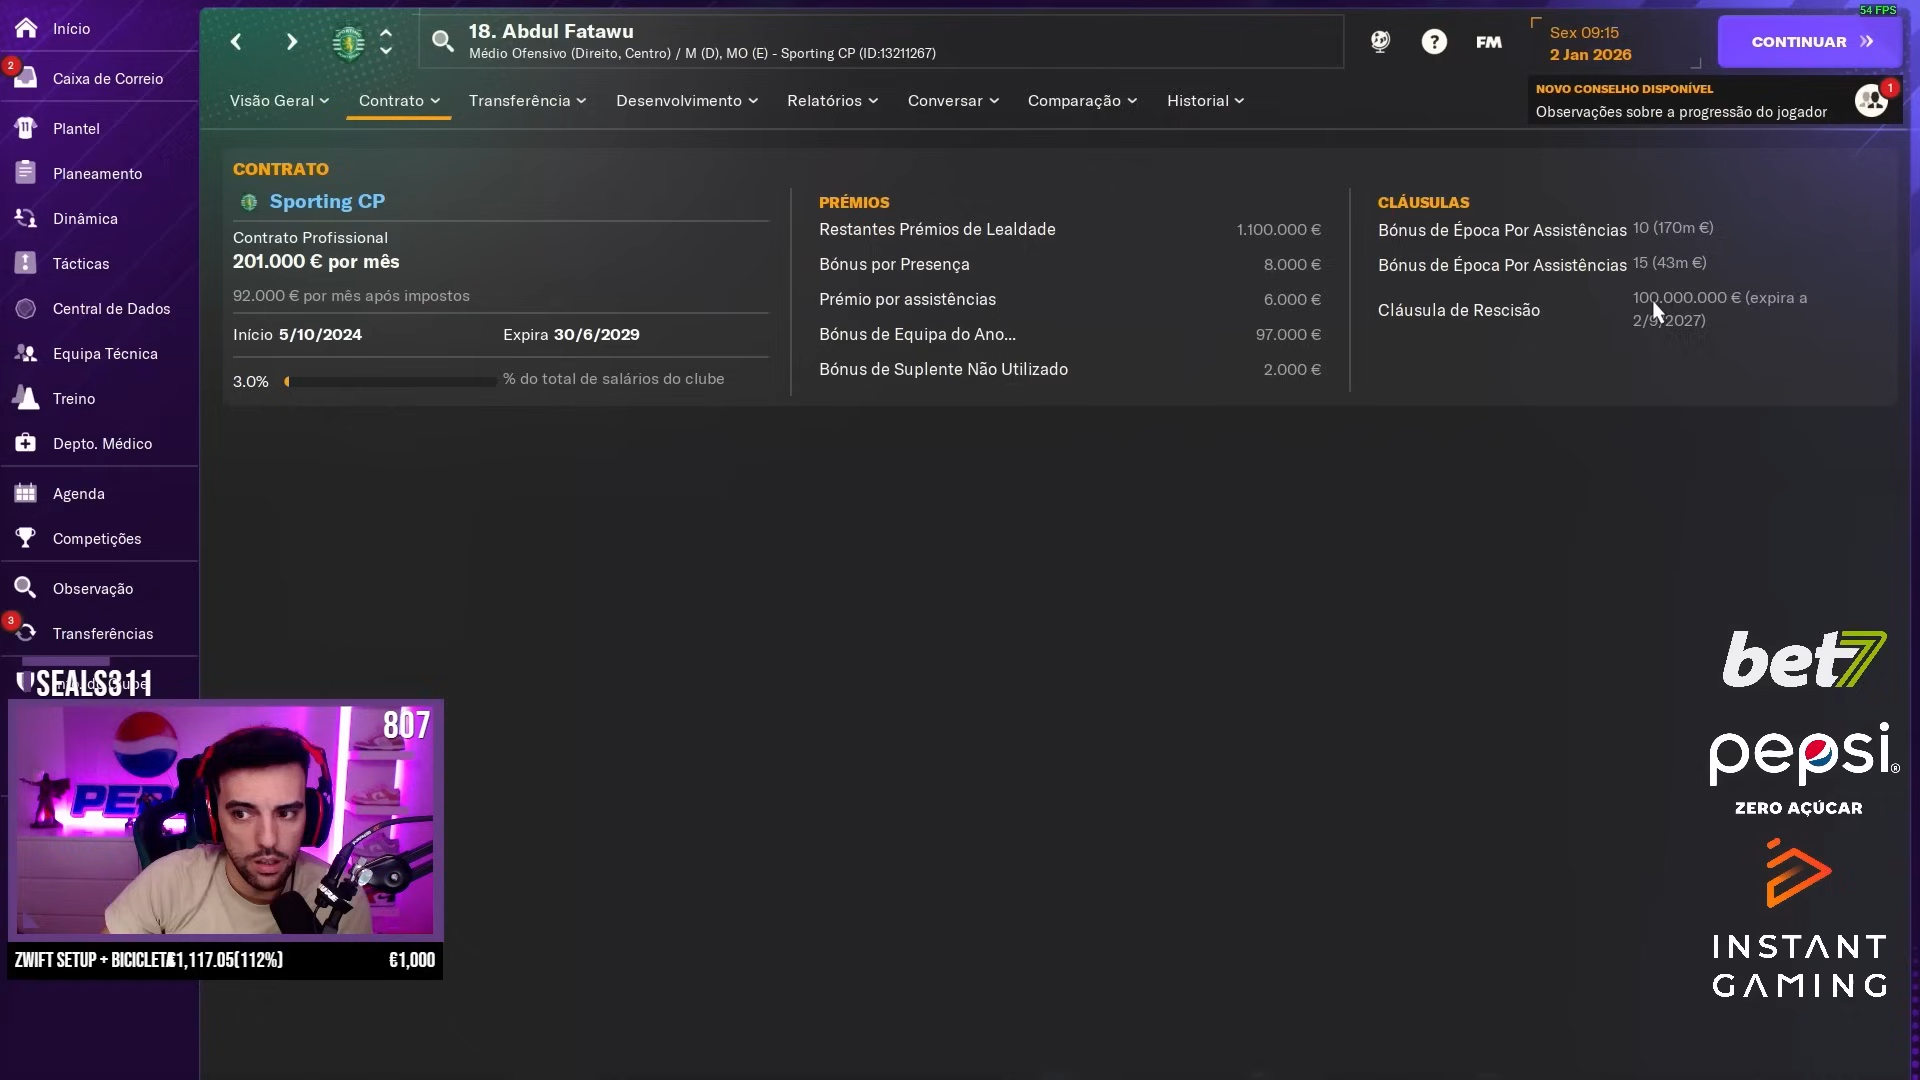 54 FPS
Início
18. Abdul Fatawu
Médio Ofensivo (Direito, Centro) / M (D), MO (E) - Sporting CP (ID:13211267)
?
FM
Sex 09:15
2 Jan 2026
CONTINUAR
2
Caixa de Correio
Visão Geral
Contrato
Transferência
Desenvolvimento
Relatórios
Conversar
Comparação
Historial
NOVO CONSELHO DISPONÍVEL
Observações sobre a progressão do jogador
1
11
Plantel
Planeamento
Dinâmica
Tácticas
Central de Dados
Equipa Técnica
Treino
Depto. Médico
Agenda
Competições
Observação
3
Transferências
CONTRATO
Sporting CP
Contrato Profissional
201.000 € por mês
92.000 € por mês após impostos
Início 5/10/2024
Expira 30/6/2029
3.0%
% do total de salários do clube
PRÉMIOS
Restantes Prémios de Lealdade 1.100.000 €
Bónus por Presença 8.000 €
Prémio por assistências 6.000 €
Bónus de Equipa do Ano... 97.000 €
Bónus de Suplente Não Utilizado 2.000 €
CLÁUSULAS
Bónus de Época Por Assistências 10 (170m €)
Bónus de Época Por Assistências 15 (43m €)
Cláusula de Rescisão 100.000.000 € (expira a
2/9/2027)
SEALS311
807
PEP
ZWIFT SETUP + BICICLETA €1,117.05(112%) €1,000
bet7
pepsi®
ZERO AÇÚCAR
INSTANT
GAMING